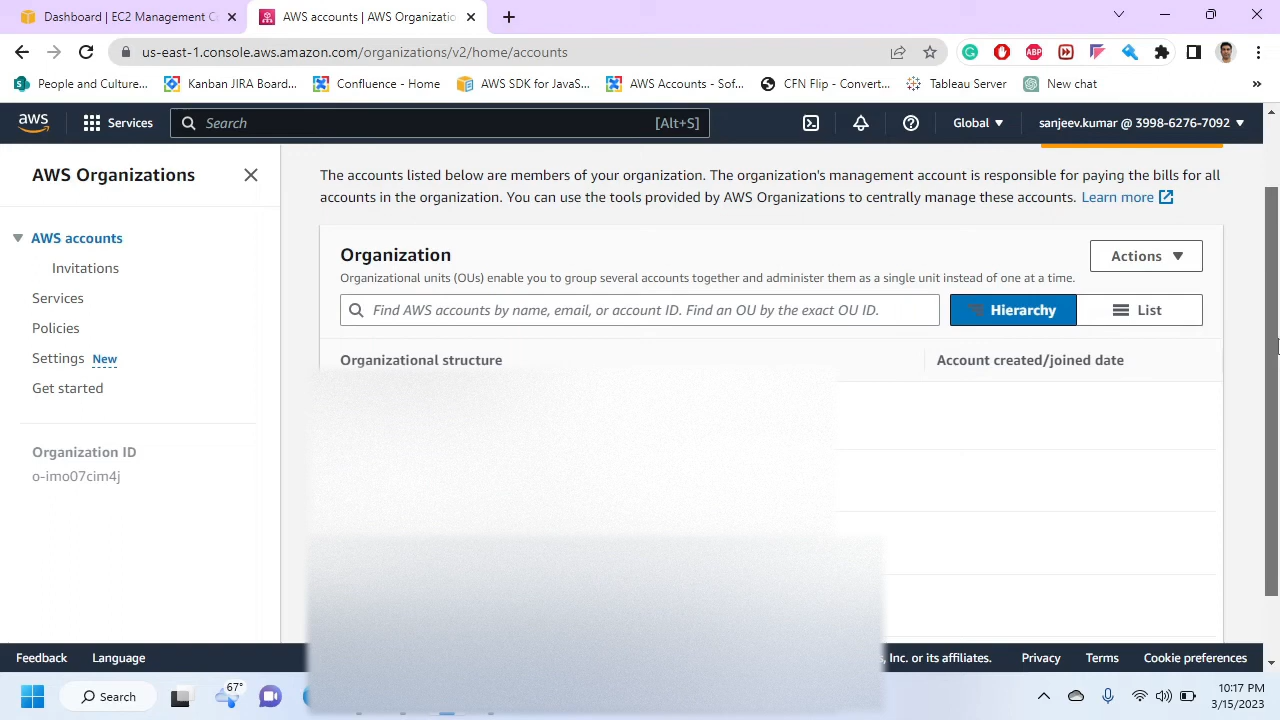 Dashboard | EC2 Management C
AWS accounts | AWS Organizatio
us-east-1.console.aws.amazon.com/organizations/v2/home/accounts
People and Culture...
Kanban JIRA Board...
Confluence - Home
AWS SDK for JavaS...
AWS Accounts - Sof...
CFN Flip - Convert...
Tableau Server
New chat
aws
Services
Search
[Alt+S]
Global
sanjeev.kumar @ 3998-6276-7092
AWS Organizations
AWS accounts
Invitations
Services
Policies
Settings New
Get started
Organization ID
o-imo07cim4j
The accounts listed below are members of your organization. The organization's management account is responsible for paying the bills for all
accounts in the organization. You can use the tools provided by AWS Organizations to centrally manage these accounts. Learn more
Organization
Actions
Organizational units (OUs) enable you to group several accounts together and administer them as a single unit instead of one at a time.
Find AWS accounts by name, email, or account ID. Find an OU by the exact OU ID.
Hierarchy
List
Organizational structure
Account created/joined date
Feedback
Language
, Inc. or its affiliates.
Privacy
Terms
Cookie preferences
Search
67°
10:17 PM
3/15/2023